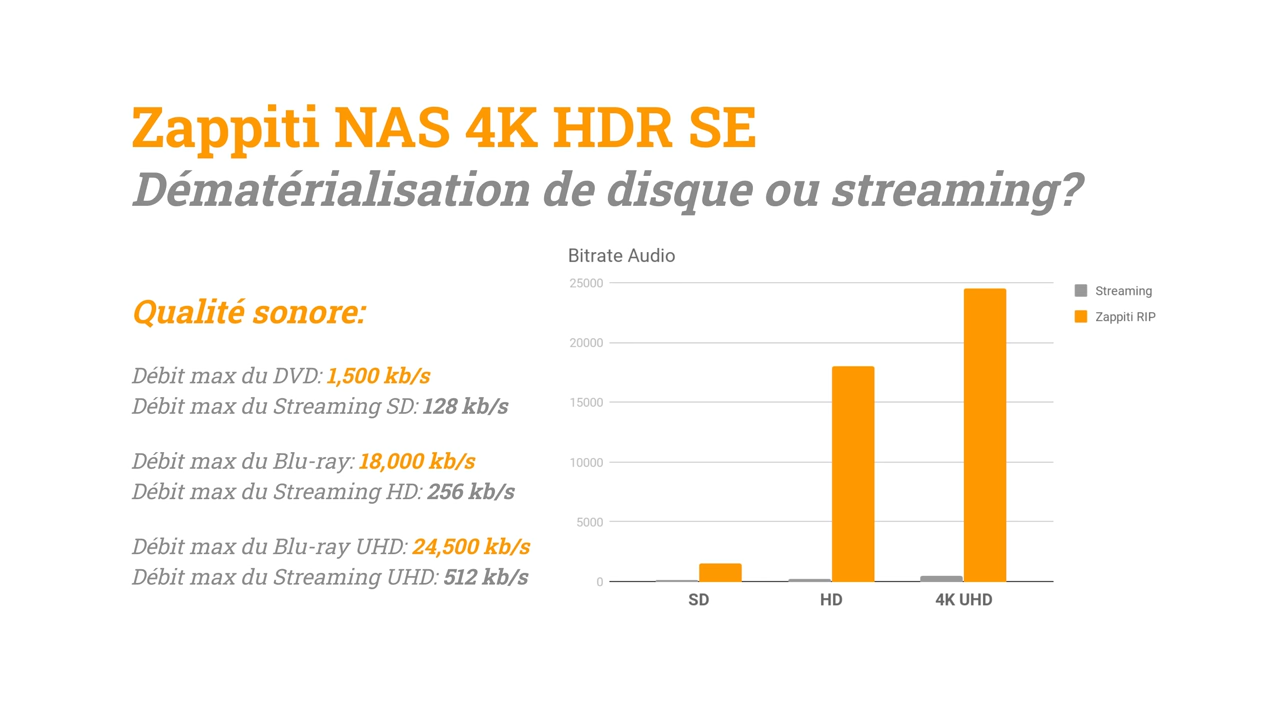 Zappiti NAS 4K HDR SE
Dématérialisation de disque ou streaming?
Qualité sonore:
Débit max du DVD: 1,500 kb/s
Débit max du Streaming SD: 128 kb/s
Débit max du Blu-ray: 18,000 kb/s
Débit max du Streaming HD: 256 kb/s
Débit max du Blu-ray UHD: 24,500 kb/s
Débit max du Streaming UHD: 512 kb/s
Bitrate Audio
25000
20000
15000
10000
5000
0
SD
HD
4K UHD
Streaming
Zappiti RIP